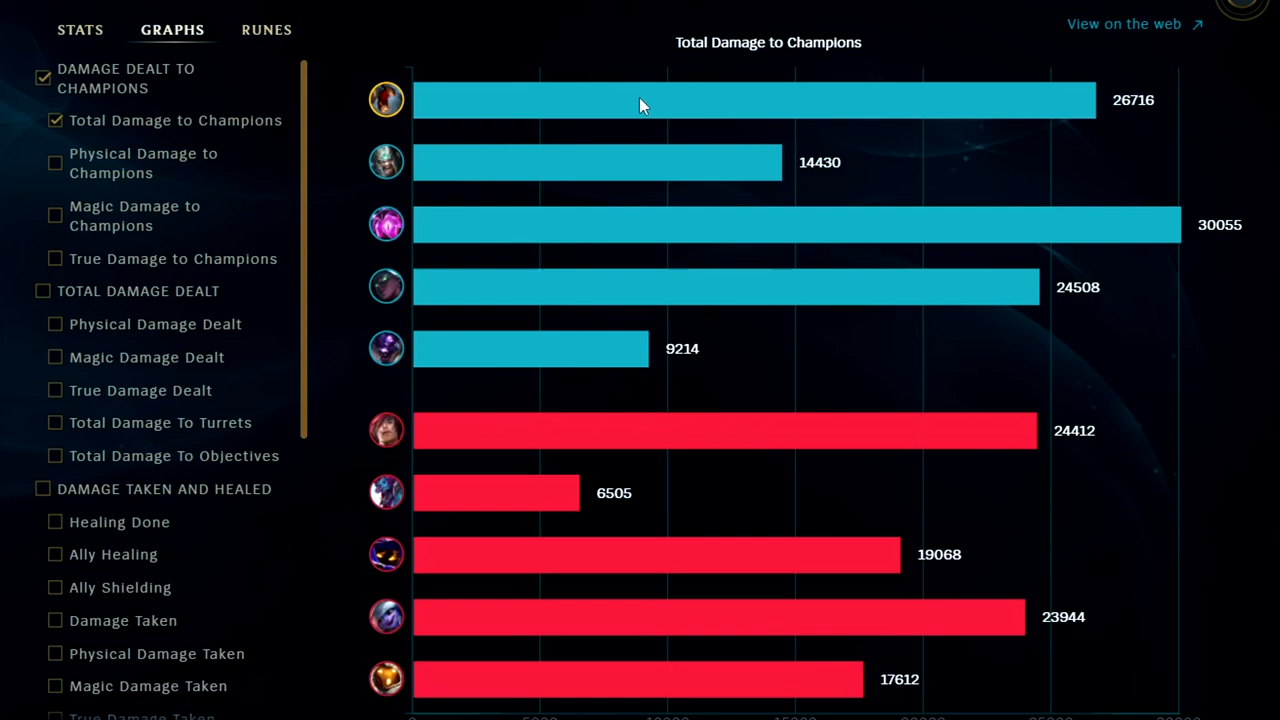 STATS
GRAPHS
RUNES
View on the web
DAMAGE DEALT TO
CHAMPIONS
Total Damage to Champions
Physical Damage to
Champions
Magic Damage to
Champions
True Damage to Champions
TOTAL DAMAGE DEALT
Physical Damage Dealt
Magic Damage Dealt
True Damage Dealt
Total Damage To Turrets
Total Damage To Objectives
DAMAGE TAKEN AND HEALED
Healing Done
Ally Healing
Ally Shielding
Damage Taken
Physical Damage Taken
Magic Damage Taken
True Damage Taken
Total Damage to Champions
26716
14430
30055
24508
9214
24412
6505
19068
23944
17612